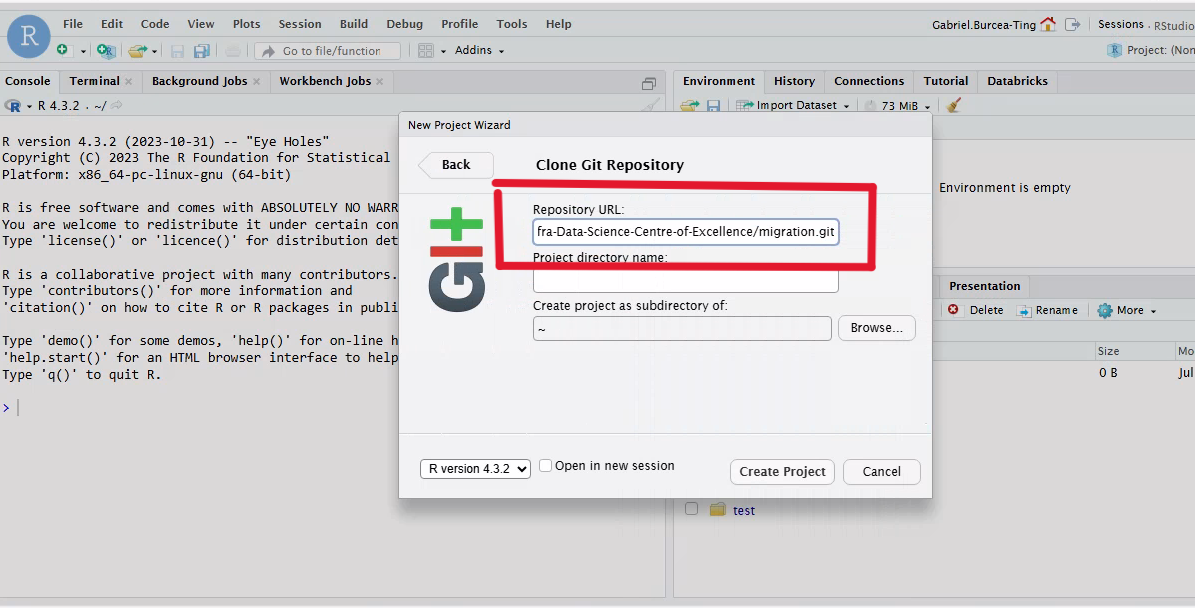 File Edit Code View Plots Session Build Debug Profile Tools Help
Gabriel.Burcea-Ting Sessions RStudio
R
Go to file/function Addins
Project: (Non
Console Terminal Background Jobs Workbench Jobs
Environment History Connections Tutorial Databricks
R R 4.3.2 . ~/
Import Dataset 73 MiB
R version 4.3.2 (2023-10-31) -- "Eye Holes"
Copyright (C) 2023 The R Foundation for Statistical
Platform: x86_64-pc-linux-gnu (64-bit)
R is free software and comes with ABSOLUTELY NO WARR
You are welcome to redistribute it under certain con
Type 'license()' or 'licence()' for distribution det
R is a collaborative project with many contributors.
Type 'contributors()' for more information and
'citation()' on how to cite R or R packages in publi
Type 'demo()' for some demos, 'help()' for on-line h
'help.start()' for an HTML browser interface to help
Type 'q()' to quit R.
>
New Project Wizard
Back
Clone Git Repository
GIt
Repository URL:
fra-Data-Science-Centre-of-Excellence/migration.git
Project directory name:
Create project as subdirectory of:
~
Browse...
R version 4.3.2
Open in new session
Create Project
Cancel
Environment is empty
Presentation
Delete Rename More
Size Mo
0 B Jul
test